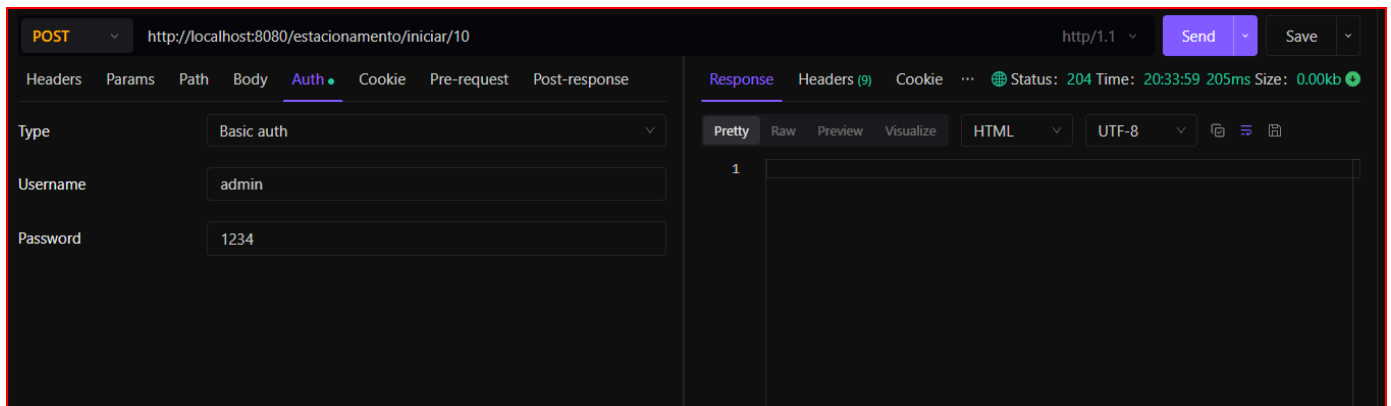 POST http://localhost:8080/estacionamento/iniciar/10 http/1.1 Send Save
Headers Params Path Body Auth Cookie Pre-request Post-response
Response Headers (9) Cookie ··· Status: 204 Time: 20:33:59 205ms Size: 0.00kb
Type Basic auth
Pretty Raw Preview Visualize HTML UTF-8
1
Username admin
Password 1234